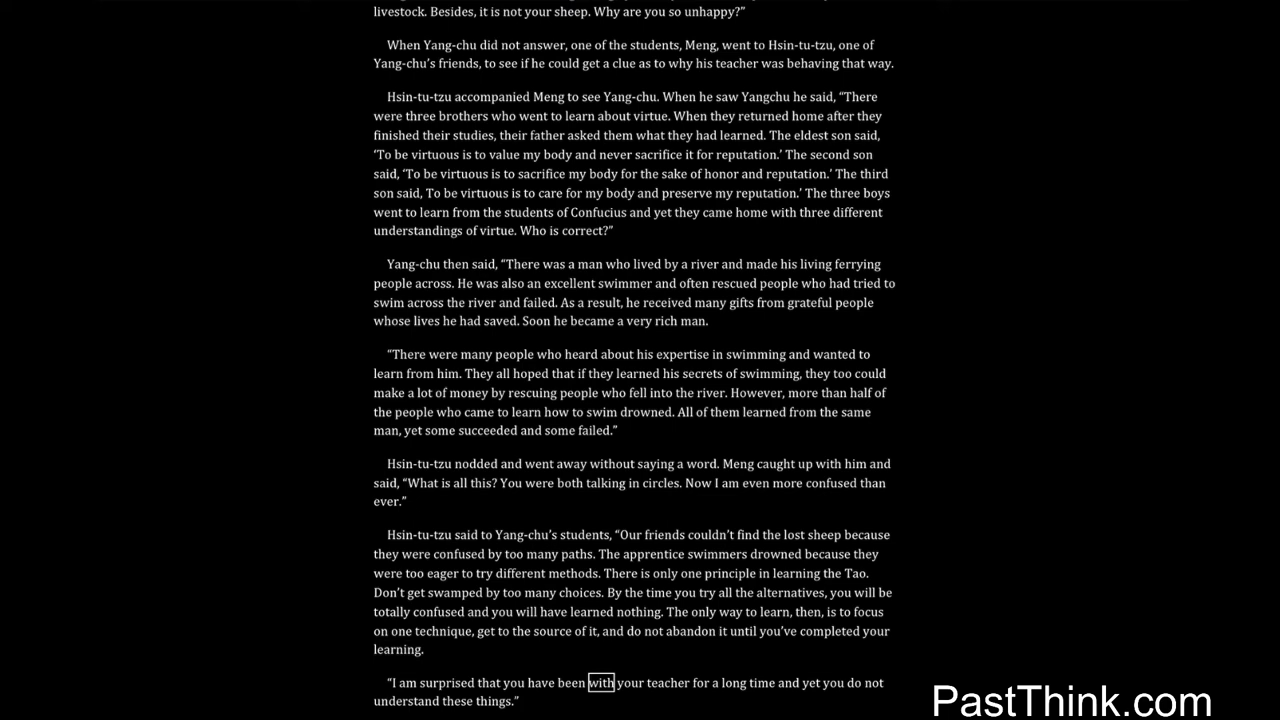 livestock. Besides, it is not your sheep. Why are you so unhappy?”
When Yang-chu did not answer, one of the students, Meng, went to Hsin-tu-tzu, one of
Yang-chu’s friends, to see if he could get a clue as to why his teacher was behaving that way.
Hsin-tu-tzu accompanied Meng to see Yang-chu. When he saw Yangchu he said, “There
were three brothers who went to learn about virtue. When they returned home after they
finished their studies, their father asked them what they had learned. The eldest son said,
‘To be virtuous is to value my body and never sacrifice it for reputation.’ The second son
said, ‘To be virtuous is to sacrifice my body for the sake of honor and reputation.’ The third
son said, To be virtuous is to care for my body and preserve my reputation.’ The three boys
went to learn from the students of Confucius and yet they came home with three different
understandings of virtue. Who is correct?”
Yang-chu then said, “There was a man who lived by a river and made his living ferrying
people across. He was also an excellent swimmer and often rescued people who had tried to
swim across the river and failed. As a result, he received many gifts from grateful people
whose lives he had saved. Soon he became a very rich man.
“There were many people who heard about his expertise in swimming and wanted to
learn from him. They all hoped that if they learned his secrets of swimming, they too could
make a lot of money by rescuing people who fell into the river. However, more than half of
the people who came to learn how to swim drowned. All of them learned from the same
man, yet some succeeded and some failed.”
Hsin-tu-tzu nodded and went away without saying a word. Meng caught up with him and
said, “What is all this? You were both talking in circles. Now I am even more confused than
ever.”
Hsin-tu-tzu said to Yang-chu’s students, “Our friends couldn’t find the lost sheep because
they were confused by too many paths. The apprentice swimmers drowned because they
were too eager to try different methods. There is only one principle in learning the Tao.
Don’t get swamped by too many choices. By the time you try all the alternatives, you will be
totally confused and you will have learned nothing. The only way to learn, then, is to focus
on one technique, get to the source of it, and do not abandon it until you’ve completed your
learning.
“I am surprised that you have been with your teacher for a long time and yet you do not
understand these things.”
PastThink.com